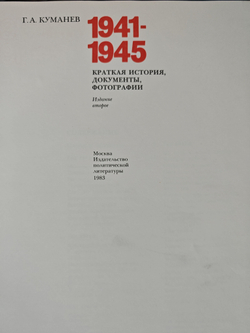 Г. А. КУМАНЕВ
1941-
1945
КРАТКАЯ ИСТОРИЯ,
ДОКУМЕНТЫ,
ФОТОГРАФИИ
Издание
второе
Москва
Издательство
политической
литературы
1983